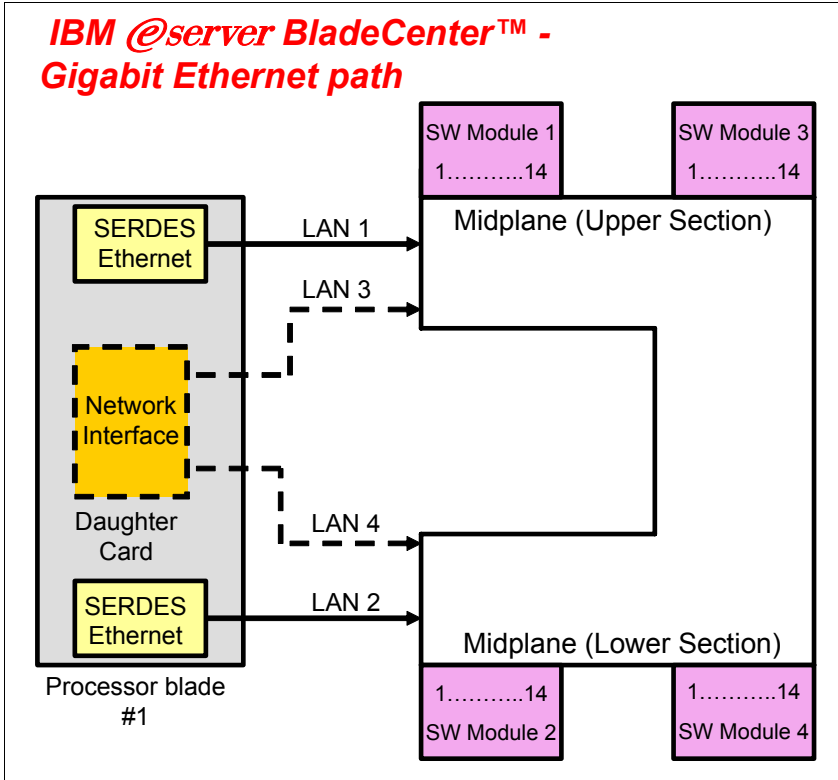 IBM @server BladeCenter™ -
Gigabit Ethernet path
SW Module 1
1………..14
SW Module 3
1………..14
SERDES
Ethernet
LAN 1
Midplane (Upper Section)
LAN 3
Network
Interface
Daughter
Card
LAN 4
SERDES
Ethernet
LAN 2
Midplane (Lower Section)
Processor blade
#1
1………..14
SW Module 2
1………..14
SW Module 4